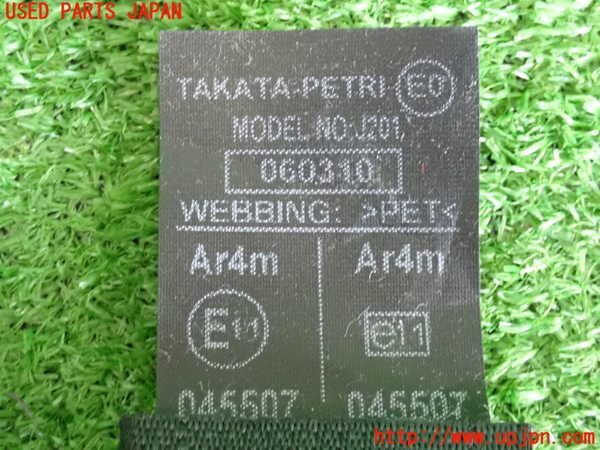 USED PARTS JAPAN
TAKATA-PETRI E0
MODEL NO:J201
060310
WEBBING: >PET<
Ar4m Ar4m
E11 e11
045507 045507
http://www.upjpn.com